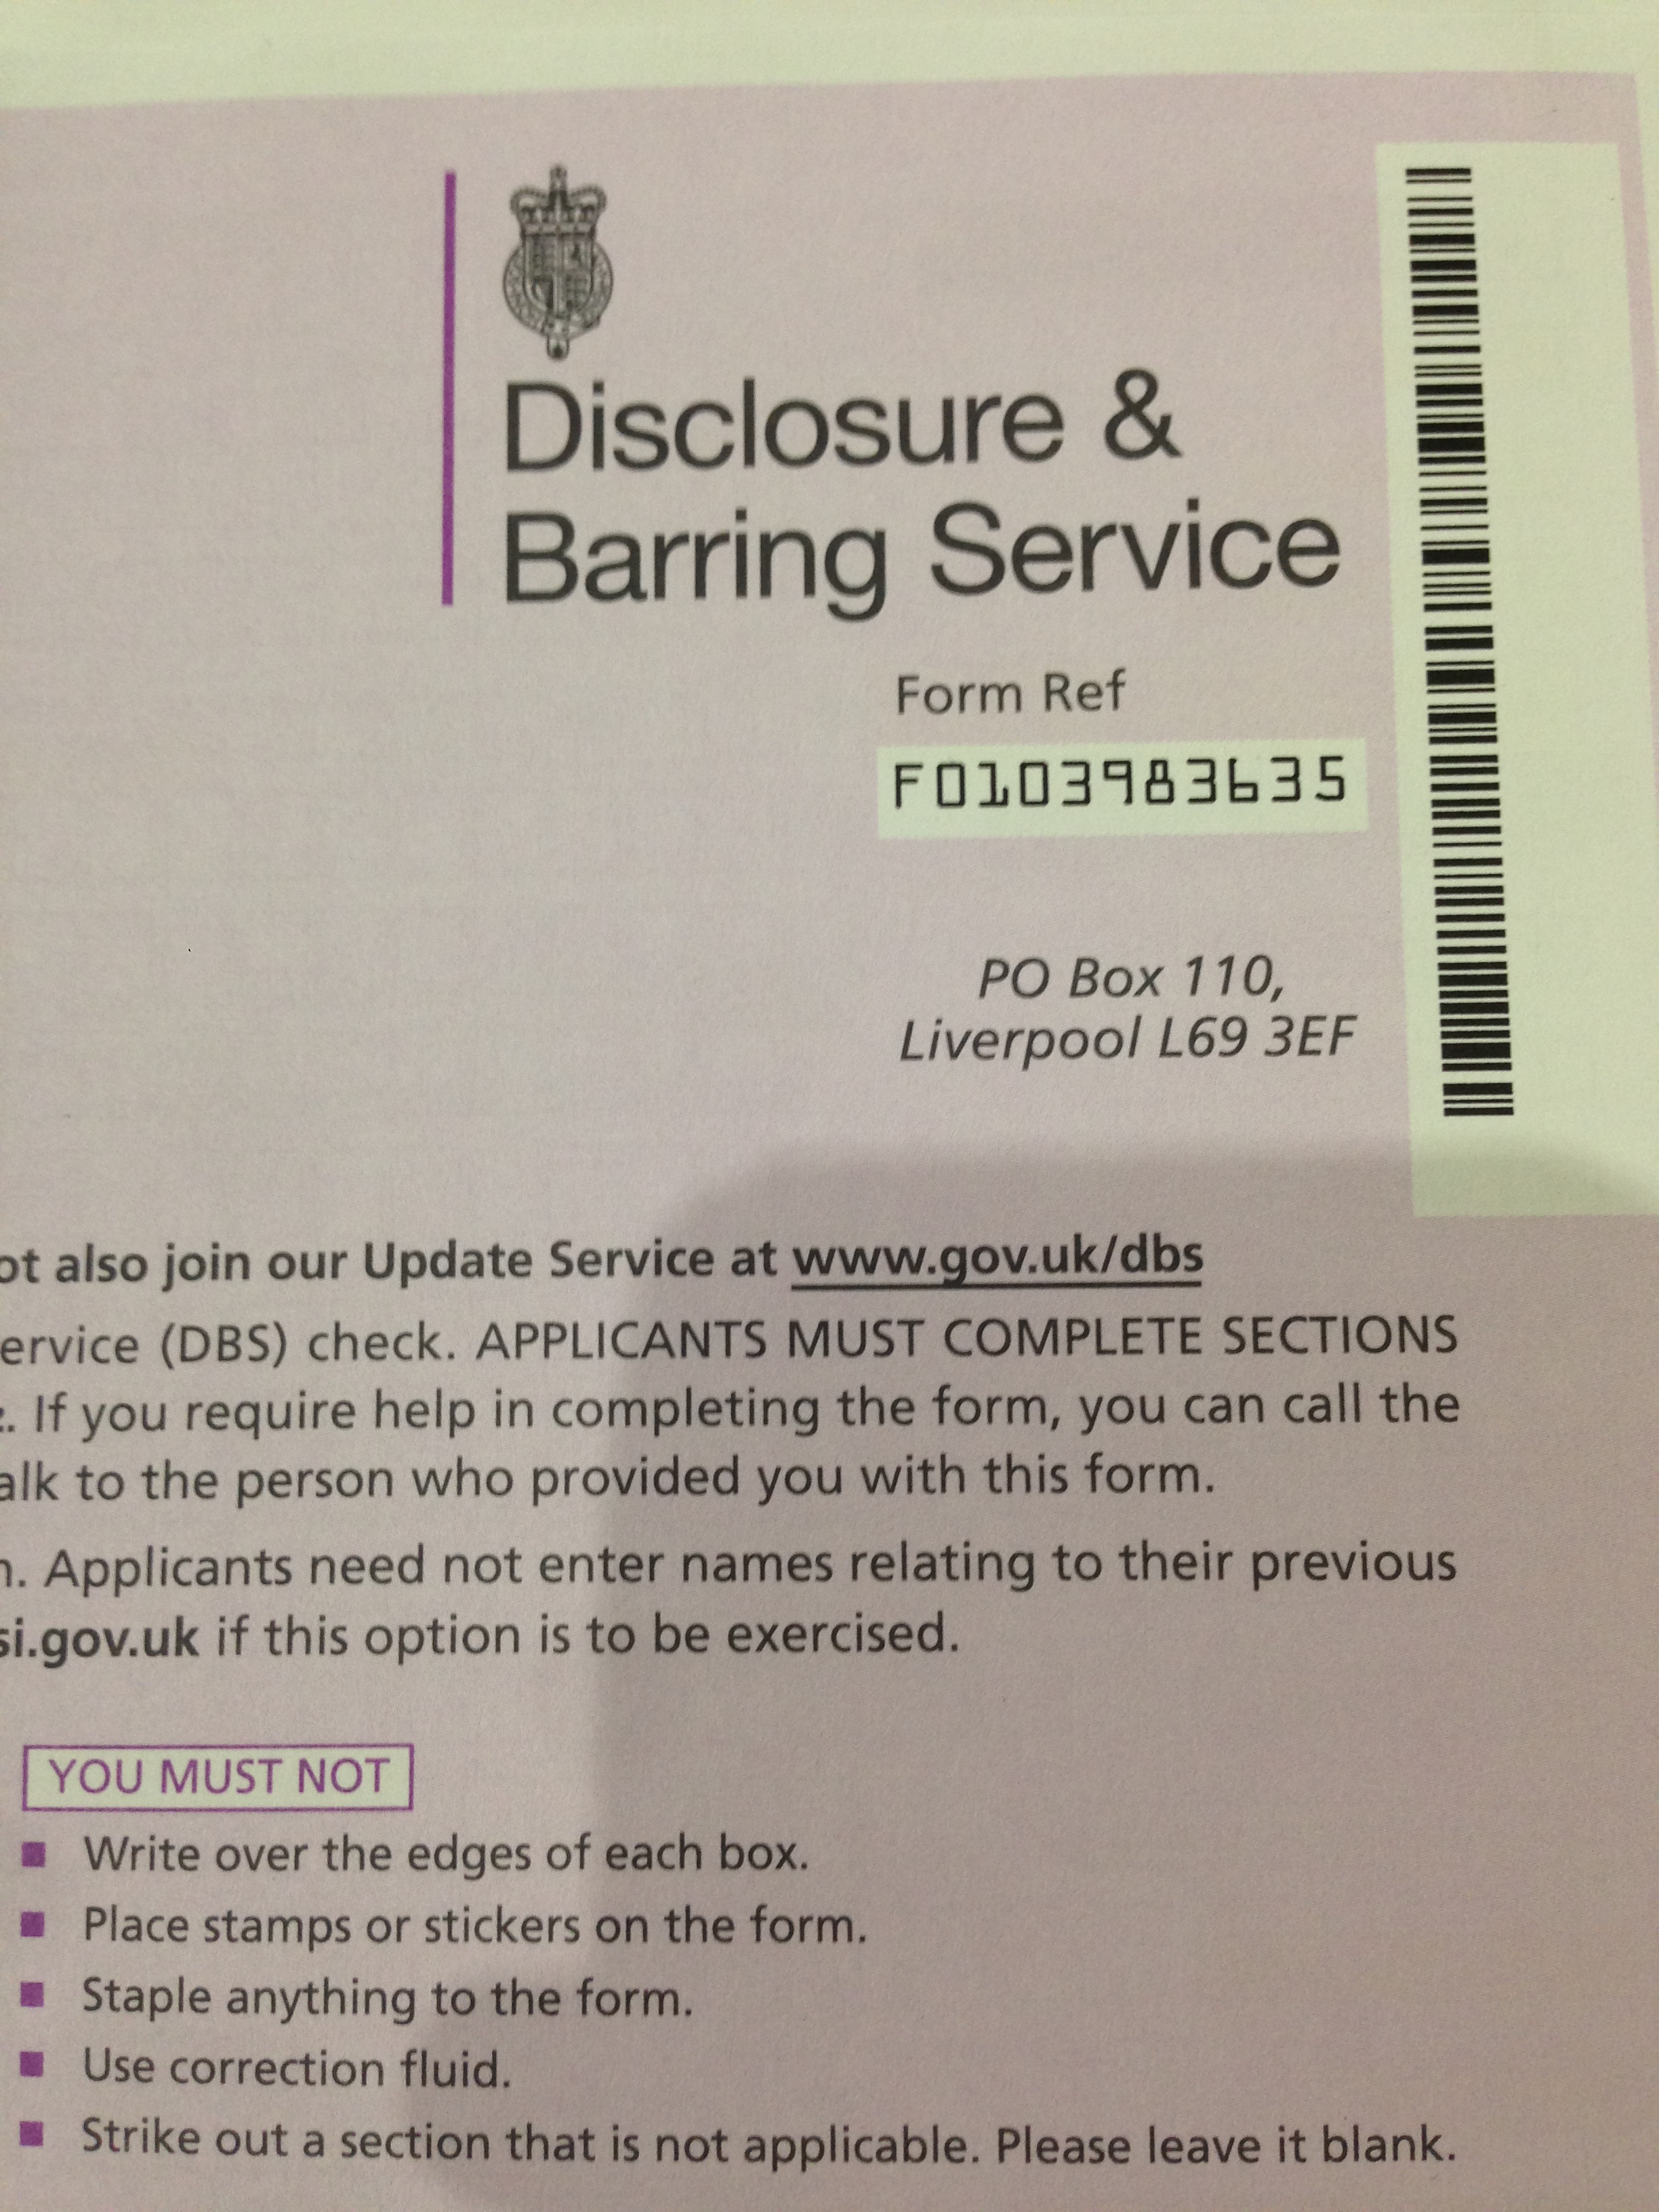 Disclosure &
Barring Service
Form Ref
F0103983635
PO Box 110,
Liverpool L69 3EF
also join our Update Service at www.gov.uk/dbs
(DBS) check. APPLICANTS MUST COMPLETE SECTIONS
If you require help in completing the form, you can call the
to the person who provided you with this form.
Applicants need not enter names relating to their previous
si.gov.uk if this option is to be exercised.
YOU MUST NOT
■ Write over the edges of each box.
■ Place stamps or stickers on the form.
■ Staple anything to the form.
■ Use correction fluid.
■ Strike out a section that is not applicable. Please leave it blank.